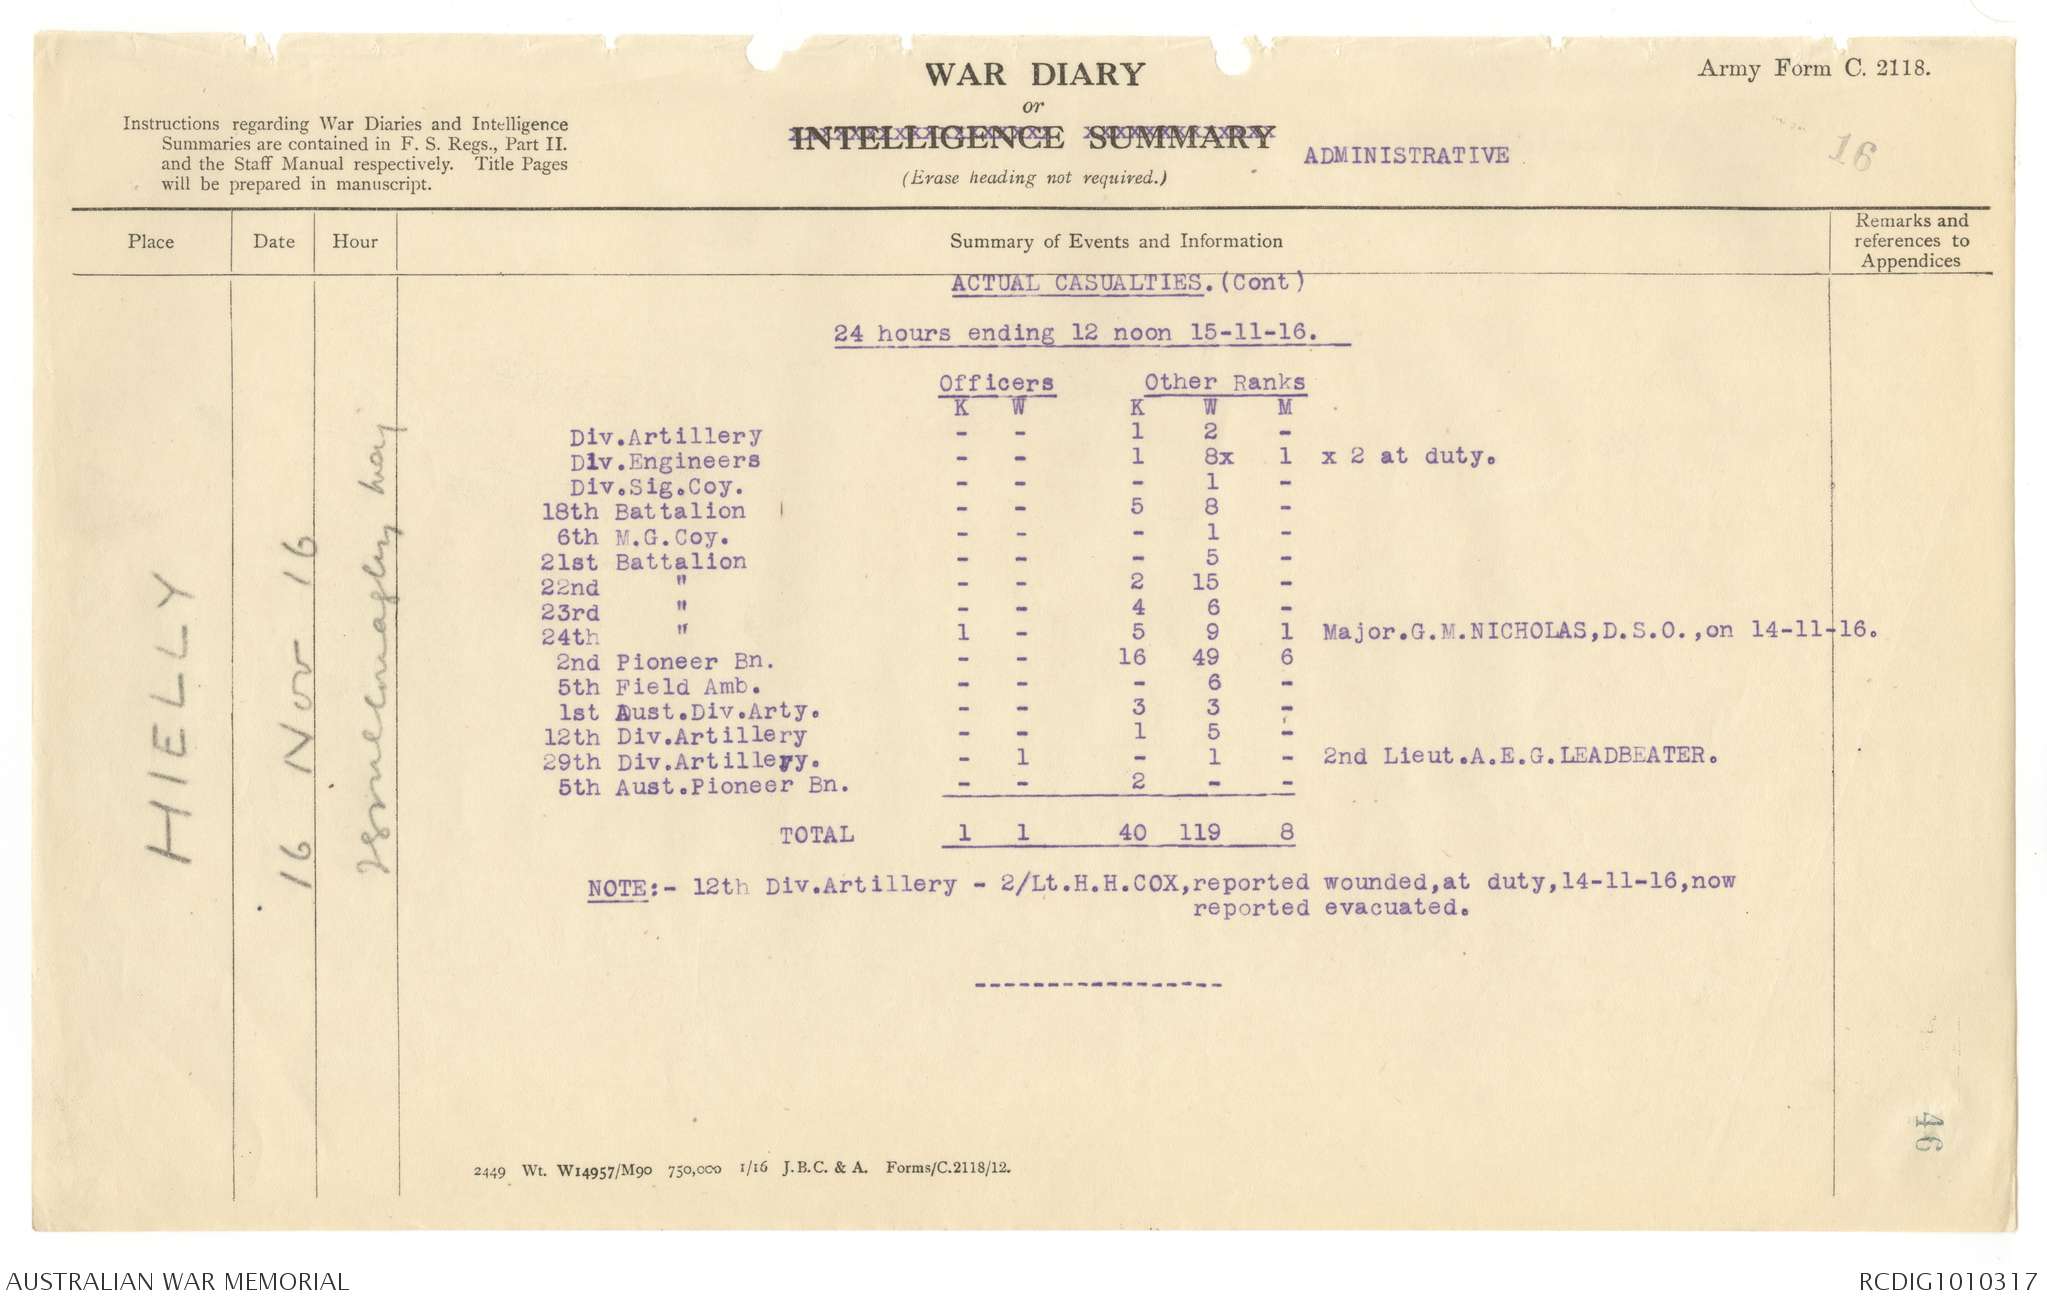 WAR DIARY
or
INTELLIGENCE SUMMARY
(Erase heading not required.)
ADMINISTRATIVE
Army Form C. 2118.
16
Instructions regarding War Diaries and Intelligence
Summaries are contained in F. S. Regs., Part II.
and the Staff Manual respectively. Title Pages
will be prepared in manuscript.
Place Date Hour Summary of Events and Information Remarks and references to Appendices
HIELLY
16 Nov 16
ACTUAL CASUALTIES.(Cont)
24 hours ending 12 noon 15-11-16.
Officers Other Ranks
K W K W M
Div.Artillery - - 1 2 -
Div.Engineers - - 1 8x 1 x 2 at duty.
Div.Sig.Coy. - - - 1 -
18th Battalion - - 5 8 -
6th M.G.Coy. - - - 1 -
21st Battalion - - - 5 -
22nd " - - 2 15 -
23rd " - - 4 6 -
24th " 1 - 5 9 1 Major.G.M.NICHOLAS,D.S.O.,on 14-11-16.
2nd Pioneer Bn. - - 16 49 6
5th Field Amb. - - - 6 -
1st Aust.Div.Arty. - - 3 3 -
12th Div.Artillery - - 1 5 -
29th Div.Artillery. - 1 - 1 - 2nd Lieut.A.E.G.LEADBEATER.
5th Aust.Pioneer Bn. - - 2 - -
TOTAL 1 1 40 119 8
NOTE:- 12th Div.Artillery - 2/Lt.H.H.COX,reported wounded,at duty,14-11-16,now
reported evacuated.
-----------------
46
2449 Wt. W14957/M90 750,000 1/16 J.B.C. & A. Forms/C.2118/12.
AUSTRALIAN WAR MEMORIAL
RCDIG1010317